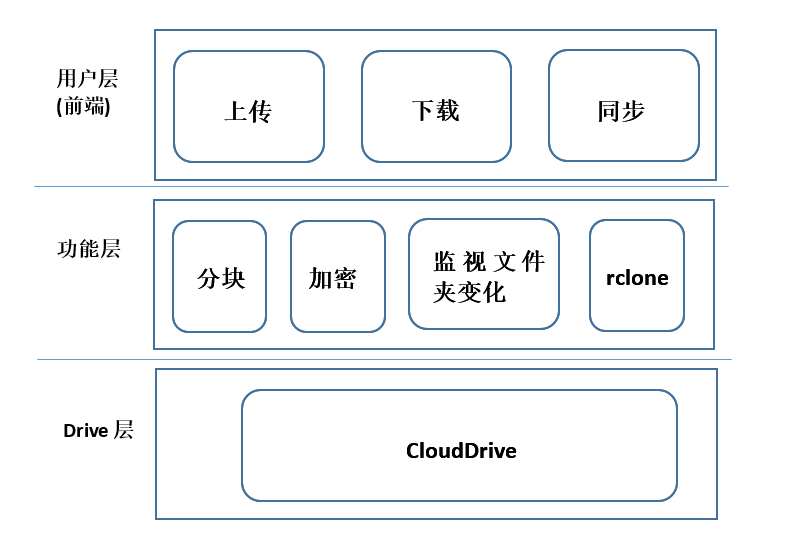 用户层
(前端)
上传
下载
同步
功能层
分块
加密
监视文件
夹变化
rclone
Drive 层
CloudDrive